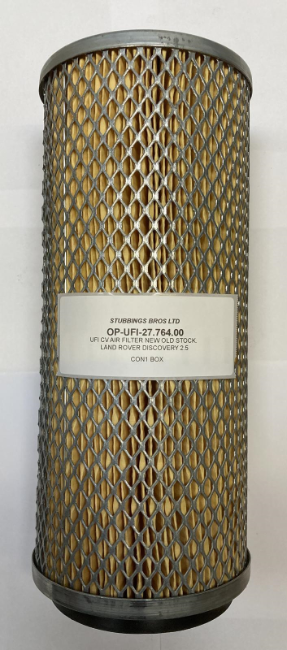 STUBBINGS BROS LTD
OP-UFI-27.764.00
UFI CV AIR FILTER NEW OLD STOCK.
LAND ROVER DISCOVERY 2.5
CON1 BOX